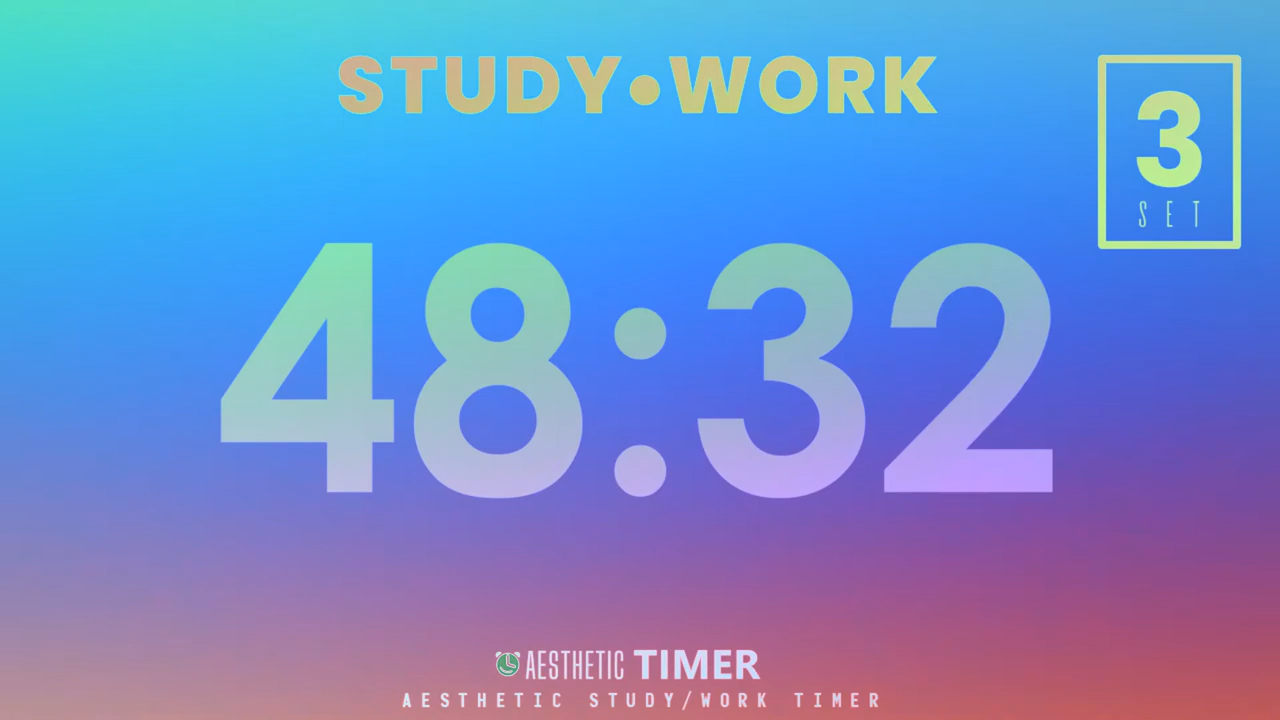 STUDY•WORK
3
SET
48:32
AESTHETIC TIMER
AESTHETIC STUDY/WORK TIMER